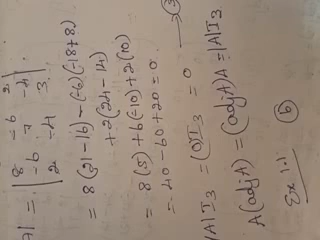 A| = | 8 -6 2
-6 7 -4
2 -4 3 |
= 8(21-16)-(-6)(-18+8)
+2(24-14)
= 8(5)+6(-10)+2(10)
= 40-60+20=0.
|A|I₃ = (0)I₃ = 0 → ③
A(adjA) = (adjA)A = |A|I₃
Ex 1.1 ⑥